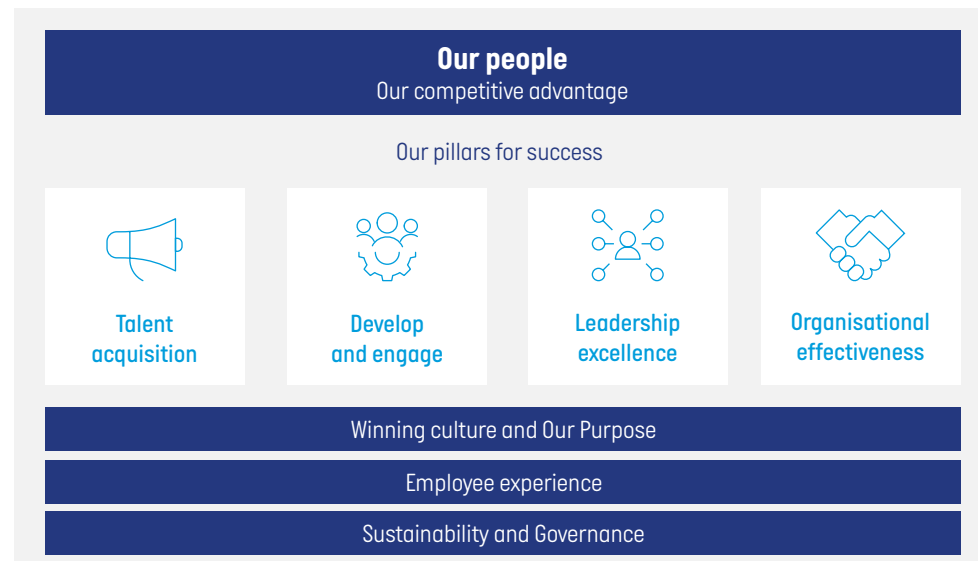 Our people
Our competitive advantage
Our pillars for success
Talent
acquisition
Develop
and engage
Leadership
excellence
Organisational
effectiveness
Winning culture and Our Purpose
Employee experience
Sustainability and Governance